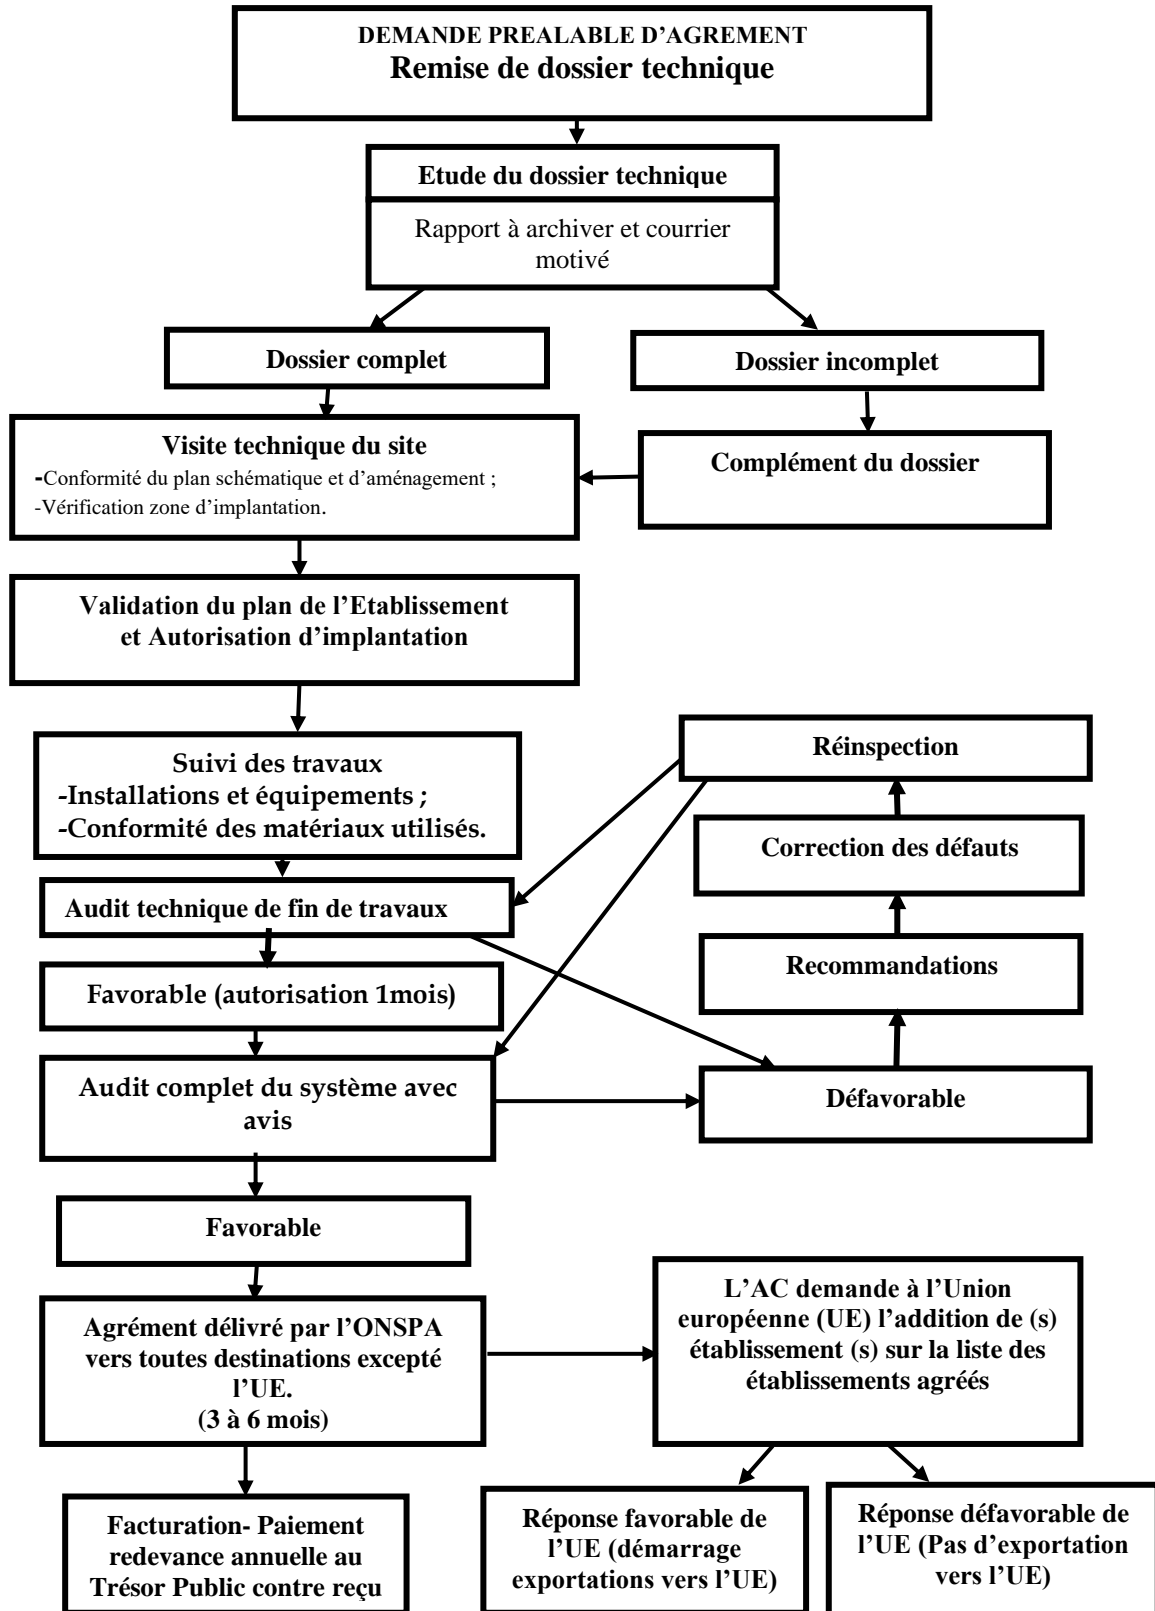 DEMANDE PREALABLE D’AGREMENT
Remise de dossier technique
Etude du dossier technique
Rapport à archiver et courrier
motivé
Dossier complet
Dossier incomplet
Visite technique du site
-Conformité du plan schématique et d’aménagement ;
-Vérification zone d’implantation.
Complément du dossier
Validation du plan de l’Etablissement
et Autorisation d’implantation
Suivi des travaux
-Installations et équipements ;
-Conformité des matériaux utilisés.
Réinspection
Correction des défauts
Audit technique de fin de travaux
Recommandations
Favorable (autorisation 1mois)
Audit complet du système avec
avis
Défavorable
Favorable
Agrément délivré par l’ONSPA
vers toutes destinations excepté
l’UE.
(3 à 6 mois)
L’AC demande à l’Union
européenne (UE) l’addition de (s)
établissement (s) sur la liste des
établissements agréés
Facturation- Paiement
redevance annuelle au
Trésor Public contre reçu
Réponse favorable de
l’UE (démarrage
exportations vers l’UE)
Réponse défavorable de
l’UE (Pas d’exportation
vers l’UE)